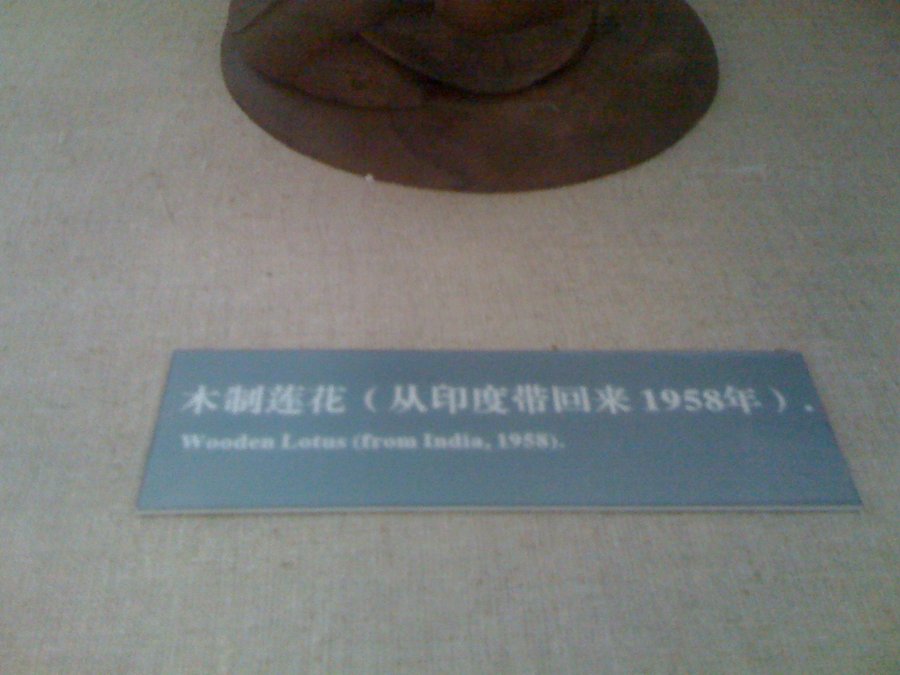 木制莲花（从印度带回来 1958年）.
Wooden Lotus (from India, 1958).